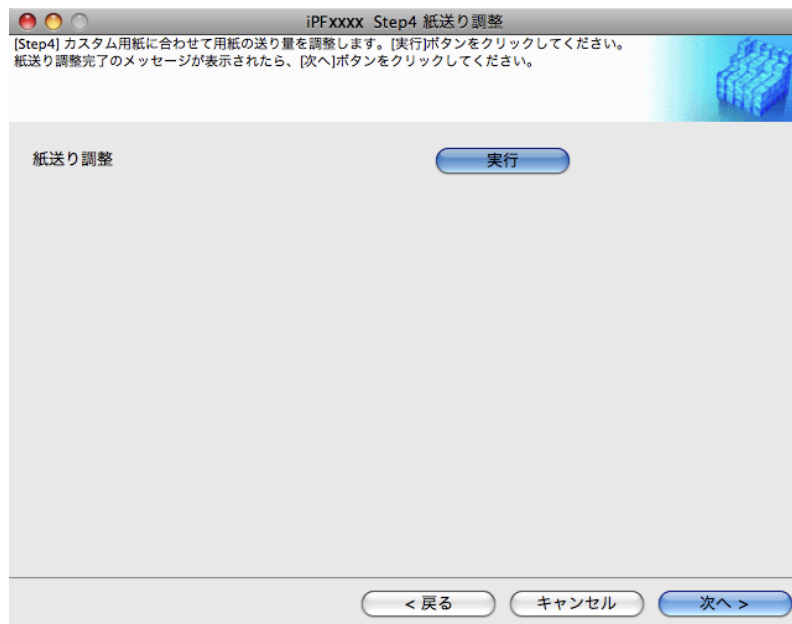 iPFxxxx Step4 紙送り調整
[Step4] カスタム用紙に合わせて用紙の送り量を調整します。[実行]ボタンをクリックしてください。
紙送り調整完了のメッセージが表示されたら、[次へ]ボタンをクリックしてください。
紙送り調整
実行
< 戻る
キャンセル
次へ >